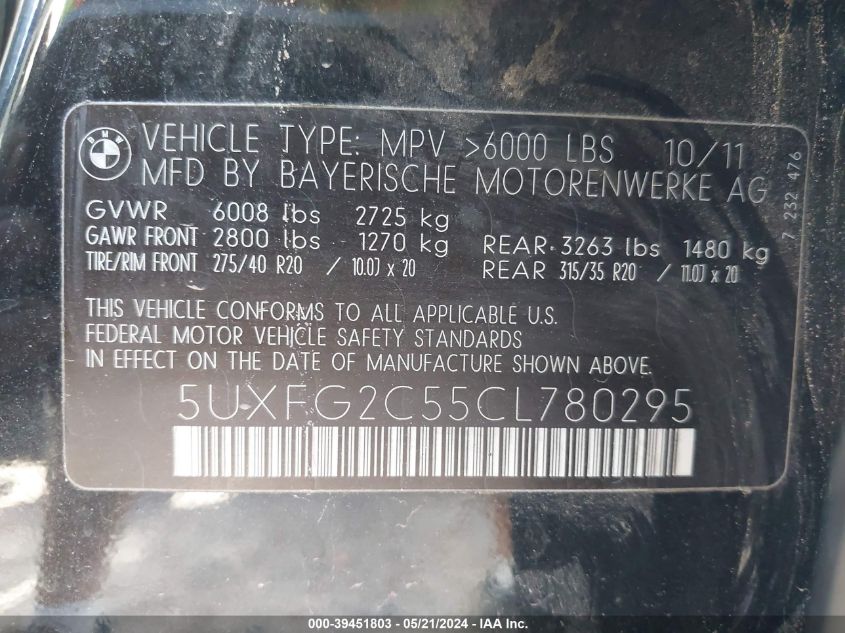 BMW
VEHICLE TYPE: MPV >6000 LBS 10/11
MFD BY BAYERISCHE MOTORENWERKE AG
GVWR 6008 lbs 2725 kg
GAWR FRONT 2800 lbs 1270 kg REAR: 3263 lbs 1480 kg
TIRE/RIM FRONT 275/40 R20 / 10.0J x 20 REAR 315/35 R20 / 11.0J x 20
THIS VEHICLE CONFORMS TO ALL APPLICABLE U.S.
FEDERAL MOTOR VEHICLE SAFETY STANDARDS
IN EFFECT ON THE DATE OF MANUFACTURE SHOWN ABOVE.
5UXFG2C55CL780295
7 232 476
000-39451803 - 05/21/2024 - IAAI.COM